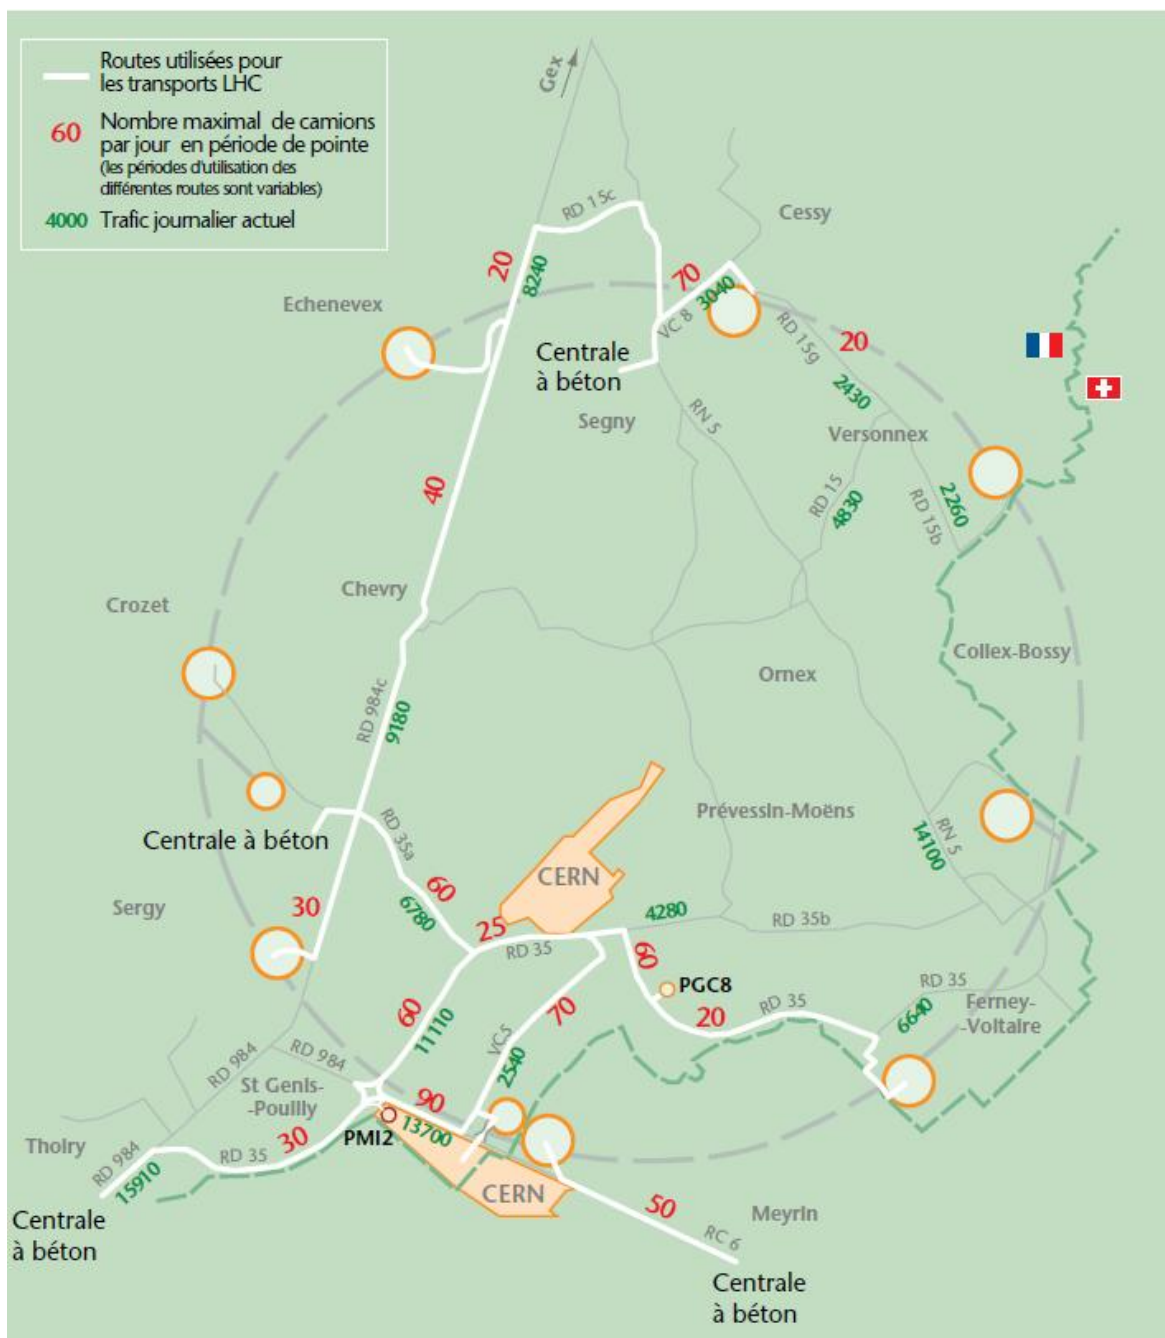 Routes utilisées pour
les transports LHC
60
Nombre maximal de camions
par jour en période de pointe
(les périodes d'utilisation des
différentes routes sont variables)
4000
Trafic journalier actuel
Gex
RD 15c
Cessy
20
8240
70
3040
VC 8
Echenevex
RD 15g
20
Centrale
à béton
2430
Segny
RN 5
Versonnex
40
RD 15
4830
2260
RD 15b
Chevry
Crozet
Collex-Bossy
Ornex
RD 984c
9180
Prévessin-Moëns
Centrale à béton
RD 35a
RN 5
14100
CERN
60
6780
Sergy
30
25
4280
RD 35b
RD 35
60
PGC8
RD 35
60
11110
70
20
RD 35
6640
Ferney-
-Voltaire
VC5
2540
RD 984
RD 984
St Genis-
-Pouilly
90
13700
PMI2
Thoiry
RD 984
15910
RD 35
30
CERN
50
Meyrin
RC 6
Centrale
à béton
Centrale
à béton